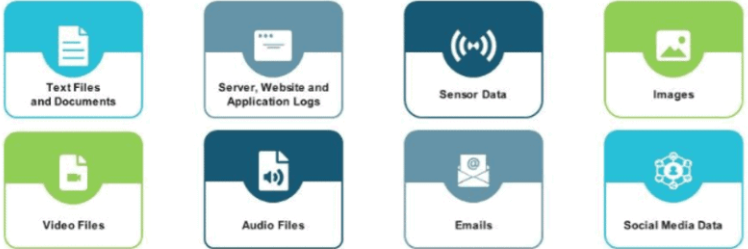 Text Files
and Documents
Server, Website and
Application Logs
Sensor Data
Images
Video Files
Audio Files
@
Emails
Social Media Data